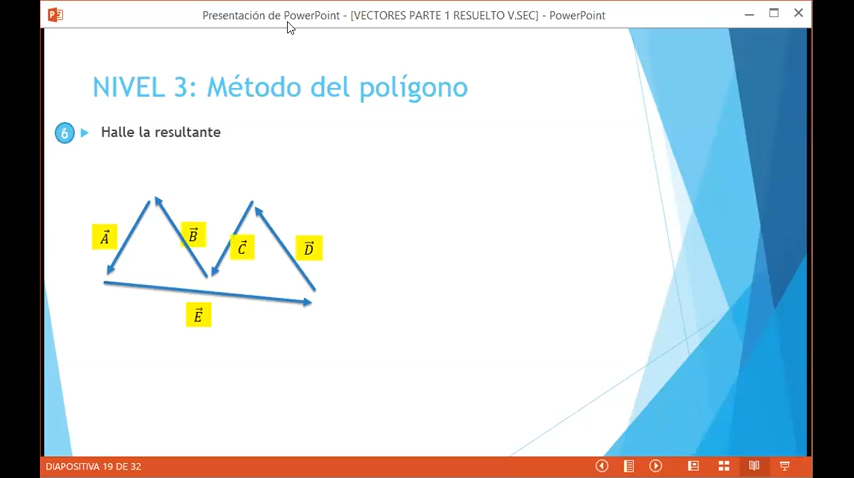 Presentación de PowerPoint - [VECTORES PARTE 1 RESUELTO V.SEC] - PowerPoint
NIVEL 3: Método del polígono
6 Halle la resultante
A⃗
B⃗
C⃗
D⃗
E⃗
DIAPOSITIVA 19 DE 32